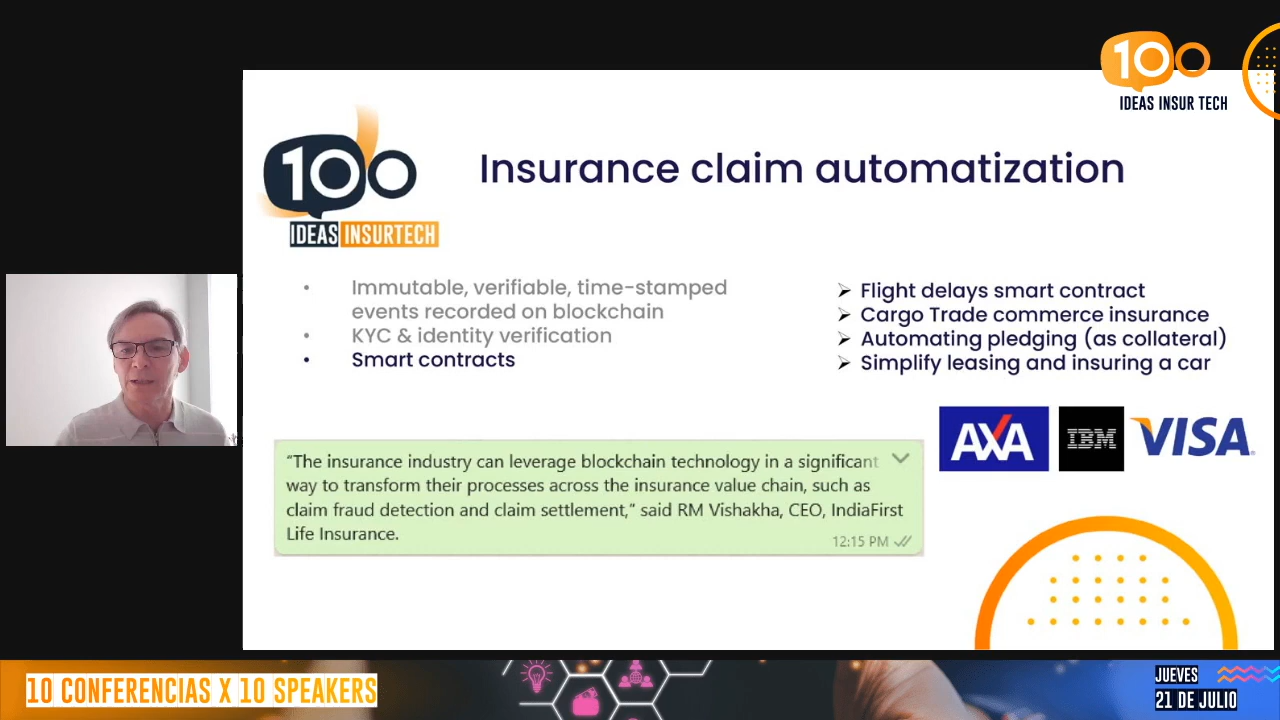 100
IDEAS INSUR TECH
100
IDEAS INSURTECH
Insurance claim automatization
• Immutable, verifiable, time-stamped
events recorded on blockchain
• KYC & identity verification
• Smart contracts
➢ Flight delays smart contract
➢ Cargo Trade commerce insurance
➢ Automating pledging (as collateral)
➢ Simplify leasing and insuring a car
AXA
IBM
VISA
“The insurance industry can leverage blockchain technology in a significant
way to transform their processes across the insurance value chain, such as
claim fraud detection and claim settlement,” said RM Vishakha, CEO, IndiaFirst
Life Insurance.
12:15 PM
10 CONFERENCIAS X 10 SPEAKERS
JUEVES
21 DE JULIO